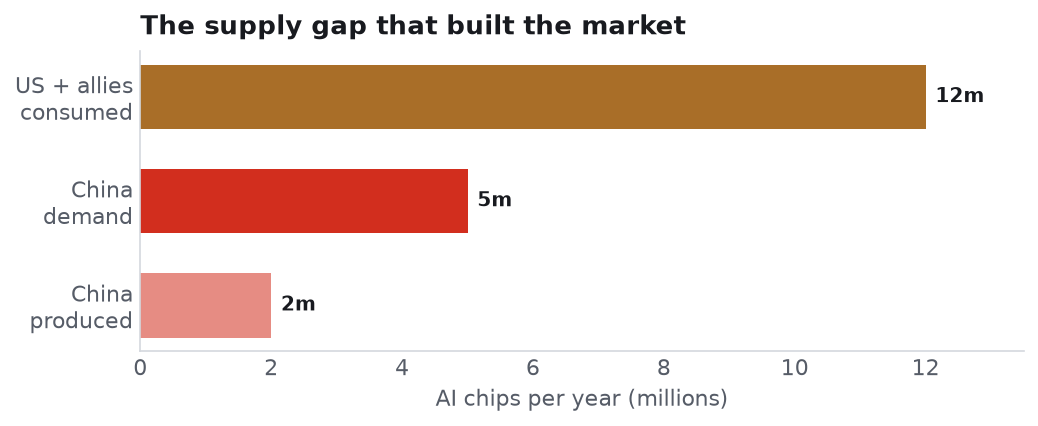 The supply gap that built the market
US + allies
consumed
12m
China
demand
5m
China
produced
2m
0 2 4 6 8 10 12
AI chips per year (millions)